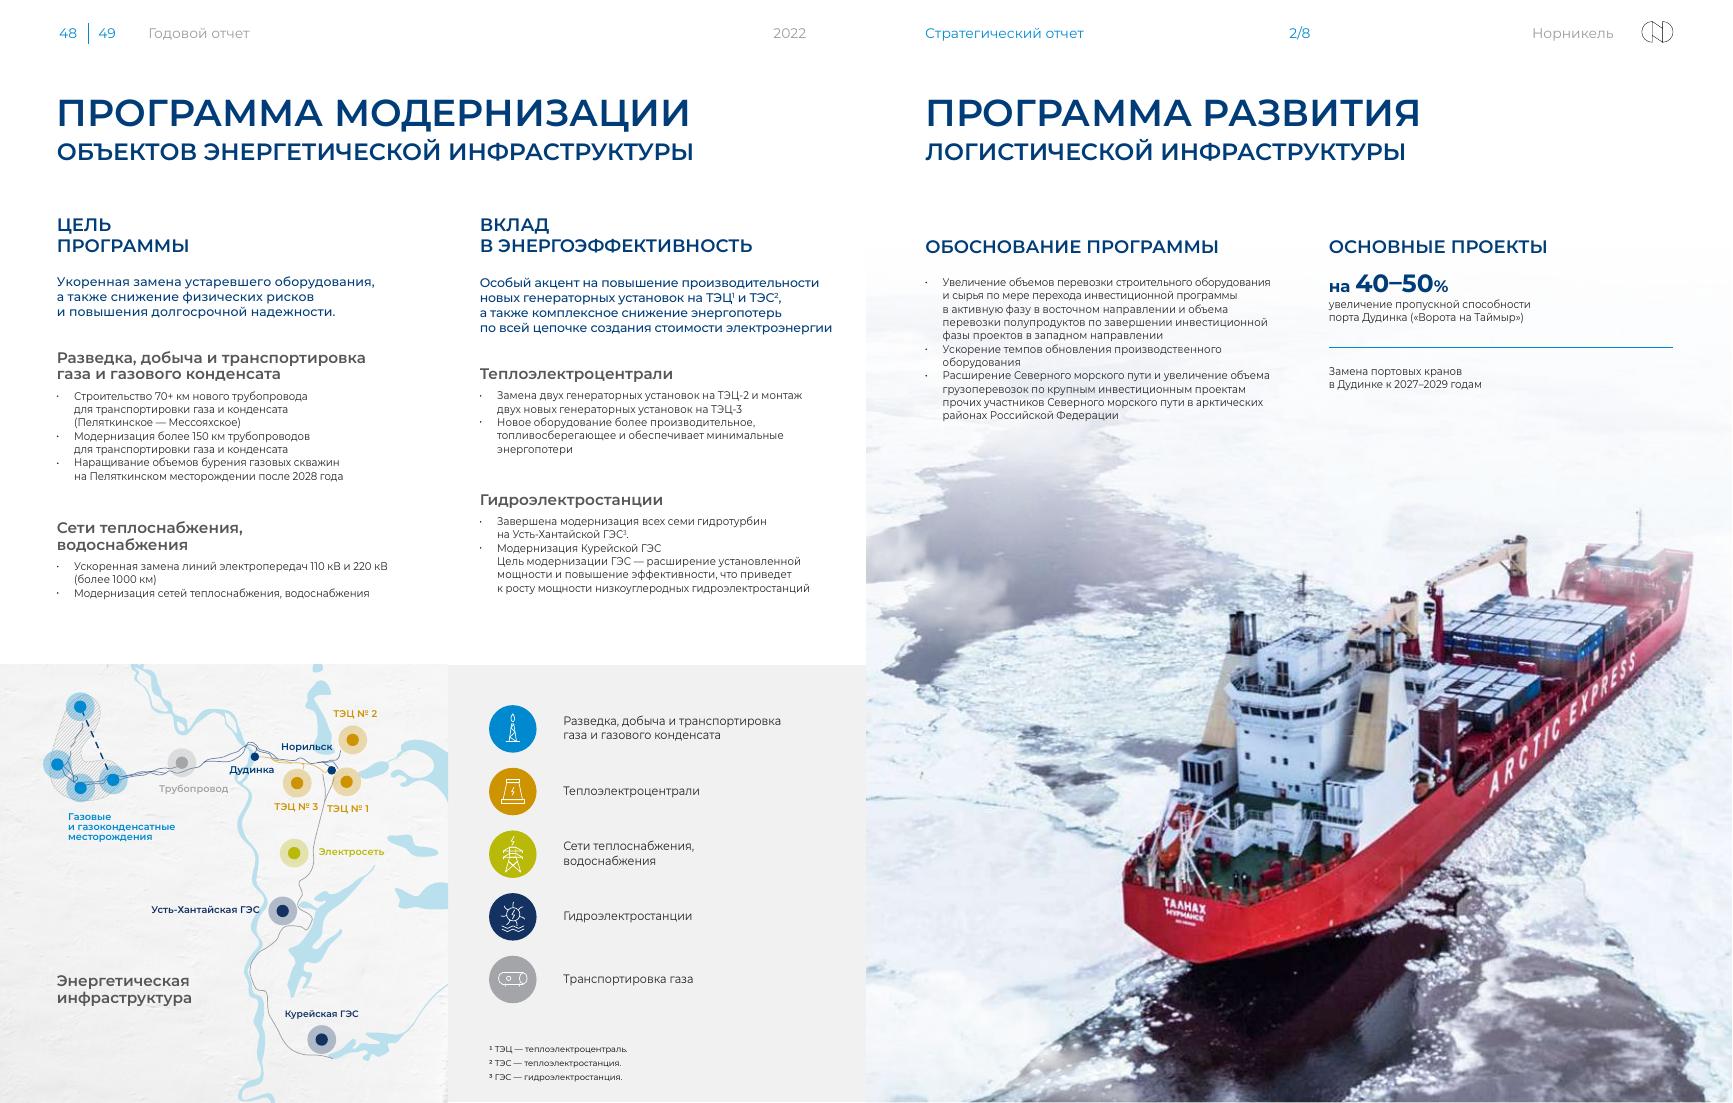 48 | 49 Годовой отчет 2022
Стратегический отчет 2/8 Норникель
ПРОГРАММА МОДЕРНИЗАЦИИ
ОБЪЕКТОВ ЭНЕРГЕТИЧЕСКОЙ ИНФРАСТРУКТУРЫ
ЦЕЛЬ
ПРОГРАММЫ
Укоренная замена устаревшего оборудования,
а также снижение физических рисков
и повышения долгосрочной надежности.
Разведка, добыча и транспортировка
газа и газового конденсата
· Строительство 70+ км нового трубопровода
для транспортировки газа и конденсата
(Пеляткинское — Мессояхское)
· Модернизация более 150 км трубопроводов
для транспортировки газа и конденсата
· Наращивание объемов бурения газовых скважин
на Пеляткинском месторождении после 2028 года
Сети теплоснабжения,
водоснабжения
· Ускоренная замена линий электропередач 110 кВ и 220 кВ
(более 1000 км)
· Модернизация сетей теплоснабжения, водоснабжения
ВКЛАД
В ЭНЕРГОЭФФЕКТИВНОСТЬ
Особый акцент на повышение производительности
новых генераторных установок на ТЭЦ¹ и ТЭС²,
а также комплексное снижение энергопотерь
по всей цепочке создания стоимости электроэнергии
Теплоэлектроцентрали
· Замена двух генераторных установок на ТЭЦ-2 и монтаж
двух новых генераторных установок на ТЭЦ-3
· Новое оборудование более производительное,
топливосберегающее и обеспечивает минимальные
энергопотери
Гидроэлектростанции
· Завершена модернизация всех семи гидротурбин
на Усть-Хантайской ГЭС³.
· Модернизация Курейской ГЭС
Цель модернизации ГЭС — расширение установленной
мощности и повышение эффективности, что приведет
к росту мощности низкоуглеродных гидроэлектростанций
ТЭЦ № 2
Норильск
Дудинка
Трубопровод
ТЭЦ № 3
ТЭЦ № 1
Газовые
и газоконденсатные
месторождения
Электросеть
Усть-Хантайская ГЭС
Энергетическая
инфраструктура
Курейская ГЭС
Разведка, добыча и транспортировка
газа и газового конденсата
Теплоэлектроцентрали
Сети теплоснабжения,
водоснабжения
Гидроэлектростанции
Транспортировка газа
¹ ТЭЦ — теплоэлектроцентраль.
² ТЭС — теплоэлектростанция.
³ ГЭС — гидроэлектростанция.
ПРОГРАММА РАЗВИТИЯ
ЛОГИСТИЧЕСКОЙ ИНФРАСТРУКТУРЫ
ОБОСНОВАНИЕ ПРОГРАММЫ
· Увеличение объемов перевозки строительного оборудования
и сырья по мере перехода инвестиционной программы
в активную фазу в восточном направлении и объема
перевозки полупродуктов по завершении инвестиционной
фазы проектов в западном направлении
· Ускорение темпов обновления производственного
оборудования
· Расширение Северного морского пути и увеличение объема
грузоперевозок по крупным инвестиционным проектам
прочих участников Северного морского пути в арктических
районах Российской Федерации
ОСНОВНЫЕ ПРОЕКТЫ
на 40–50%
увеличение пропускной способности
порта Дудинка («Ворота на Таймыр»)
Замена портовых кранов
в Дудинке к 2027–2029 годам
ARCTIC EXPRESS
ТАЛНАХ
МУРМАНСК